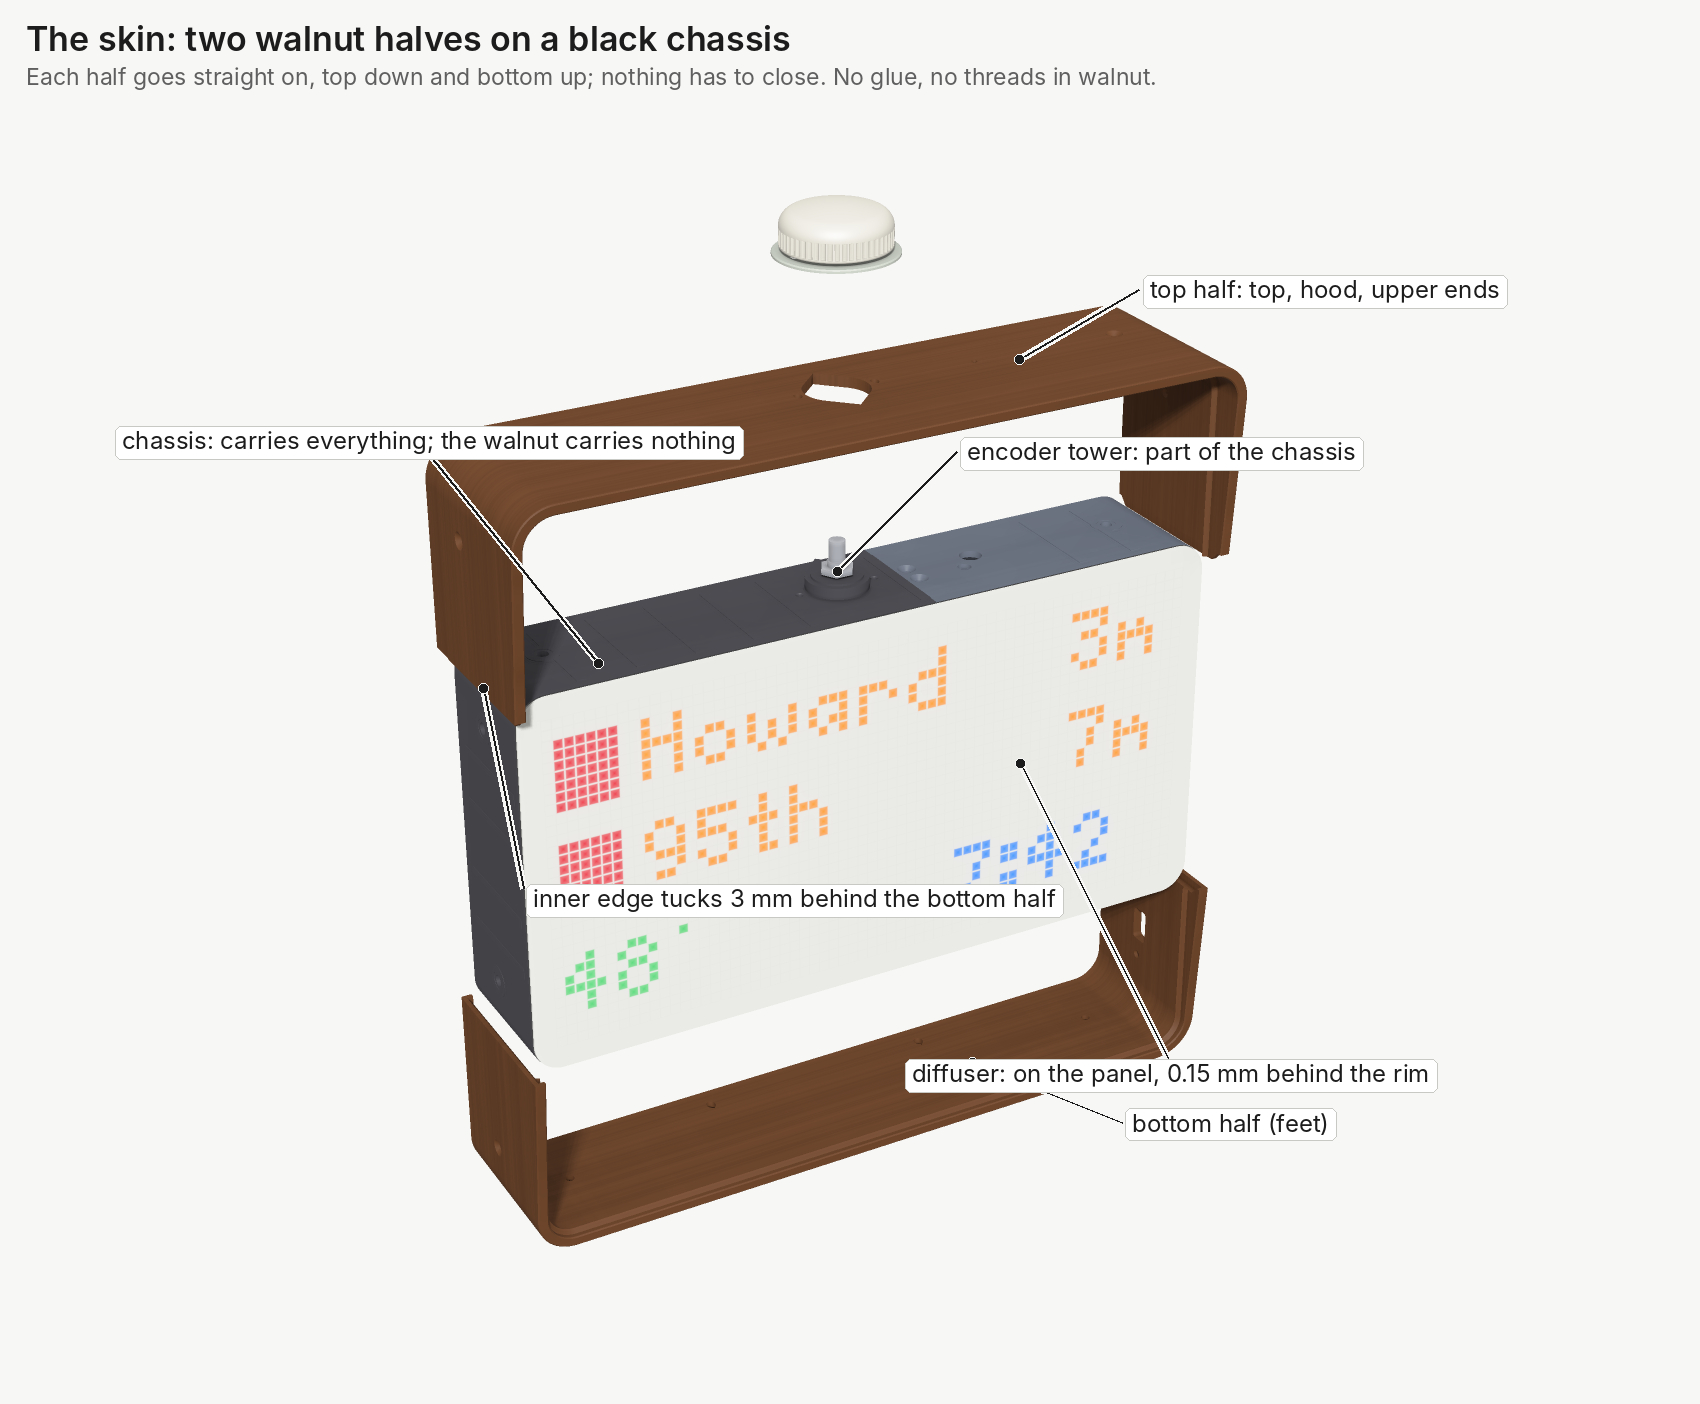 The skin: two walnut halves on a black chassis
Each half goes straight on, top down and bottom up; nothing has to close. No glue, no threads in walnut.
top half: top, hood, upper ends
chassis: carries everything; the walnut carries nothing
encoder tower: part of the chassis
Howard 3m
95th 7m
inner edge tucks 3 mm behind the bottom half
48°
diffuser: on the panel, 0.15 mm behind the rim
bottom half (feet)